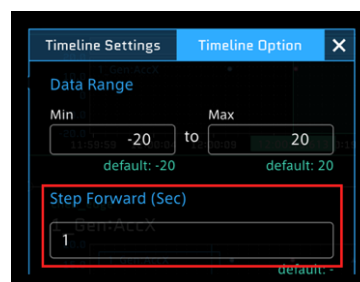 Timeline Settings Timeline Option X
Data Range
Min Max
-20 to 20
default: -20 default: 20
Step Forward (Sec)
1
default: -